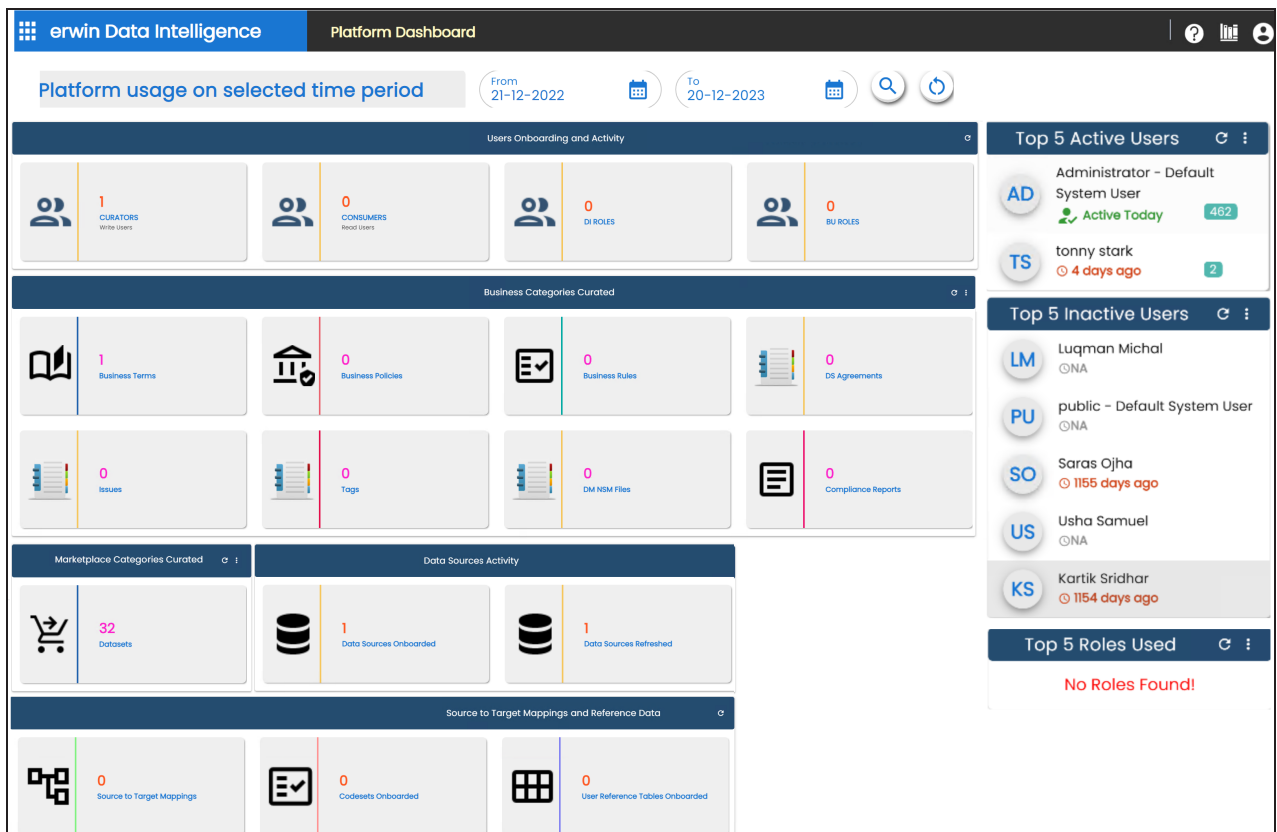 erwin Data Intelligence
Platform Dashboard
Platform usage on selected time period
From
21-12-2022
To
20-12-2023
Users Onboarding and Activity
1
CURATORS
Write Users
0
CONSUMERS
Read Users
0
DI ROLES
0
BU ROLES
Business Categories Curated
1
Business Terms
0
Business Policies
0
Business Rules
0
DS Agreements
0
Issues
0
Tags
0
DM NSM Files
0
Compliance Reports
Marketplace Categories Curated
32
Datasets
Data Sources Activity
1
Data Sources Onboarded
1
Data Sources Refreshed
Source to Target Mappings and Reference Data
0
Source to Target Mappings
0
Codesets Onboarded
0
User Reference Tables Onboarded
Top 5 Active Users
AD
Administrator - Default
System User
Active Today
462
TS
tonny stark
4 days ago
2
Top 5 Inactive Users
LM
Luqman Michal
NA
PU
public - Default System User
NA
SO
Saras Ojha
1155 days ago
US
Usha Samuel
NA
KS
Kartik Sridhar
1154 days ago
Top 5 Roles Used
No Roles Found!